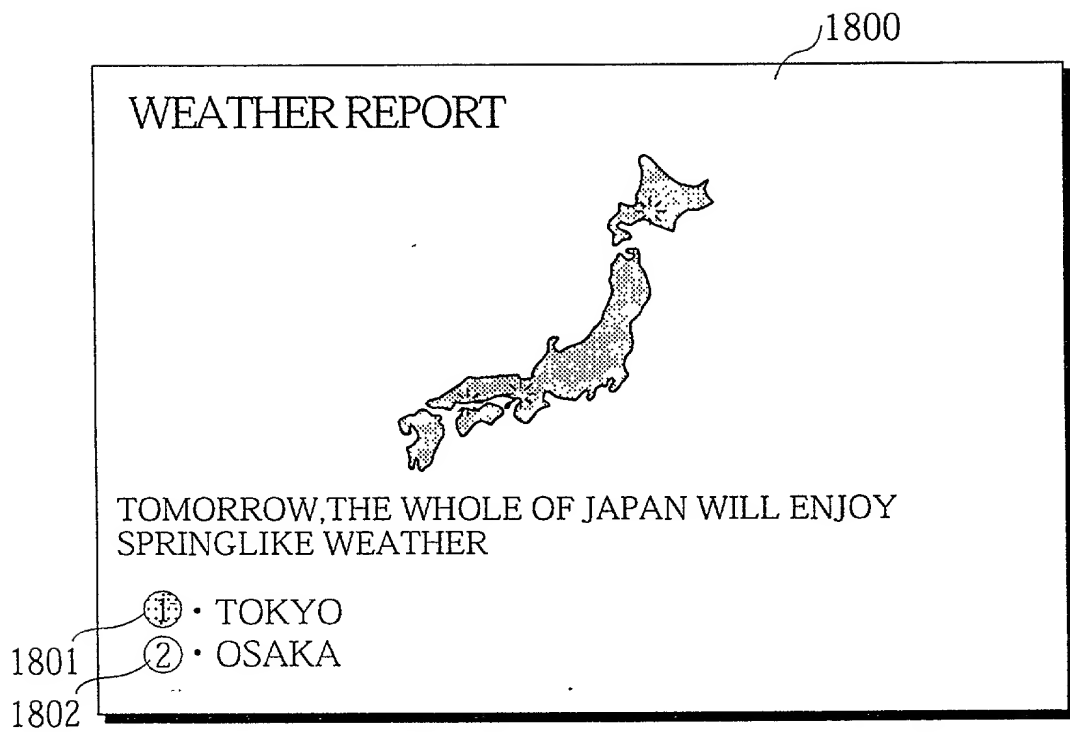 1800
WEATHER REPORT
TOMORROW,THE WHOLE OF JAPAN WILL ENJOY
SPRINGLIKE WEATHER
1 · TOKYO
1801
2 · OSAKA
1802